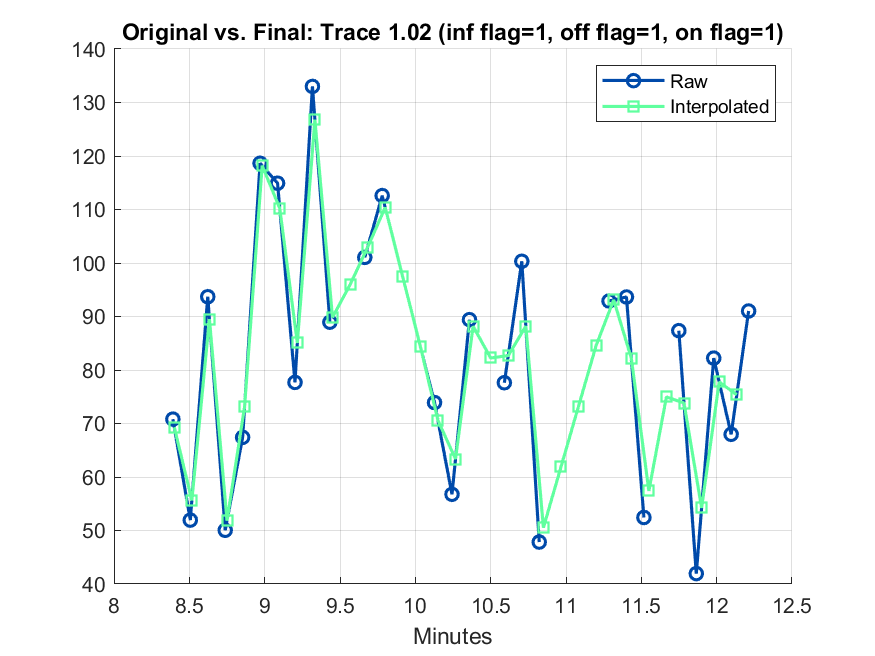 Original vs. Final: Trace 1.02 (inf flag=1, off flag=1, on flag=1)
140
130
120
110
100
90
80
70
60
50
40
Raw
Interpolated
8 8.5 9 9.5 10 10.5 11 11.5 12 12.5
Minutes